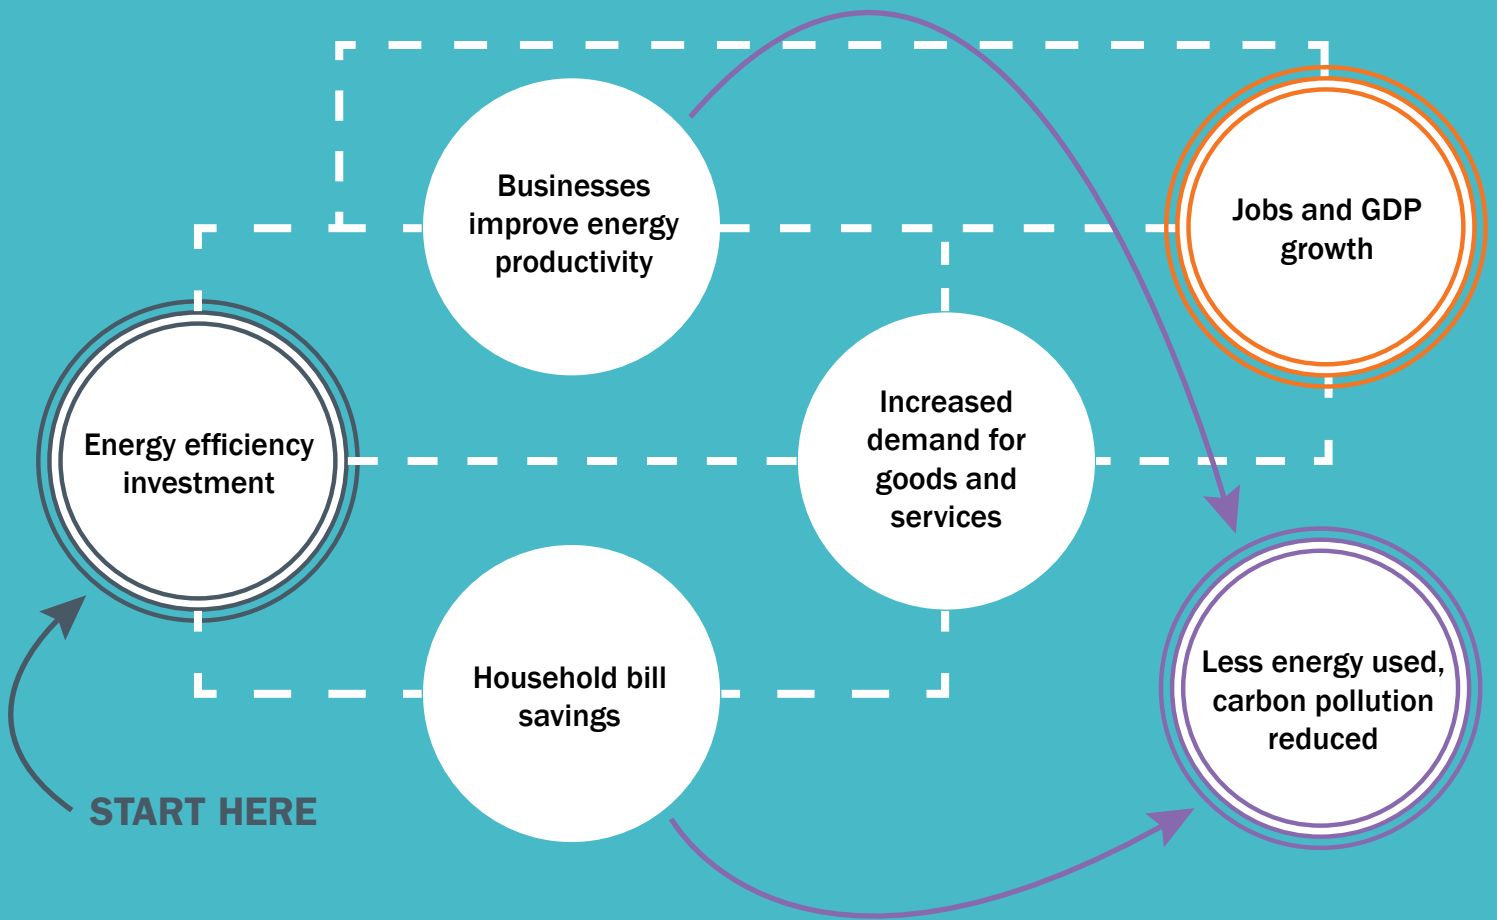 Businesses
improve energy
productivity
Jobs and GDP
growth
Energy efficiency
investment
Increased
demand for
goods and
services
Household bill
savings
Less energy used,
carbon pollution
reduced
START HERE